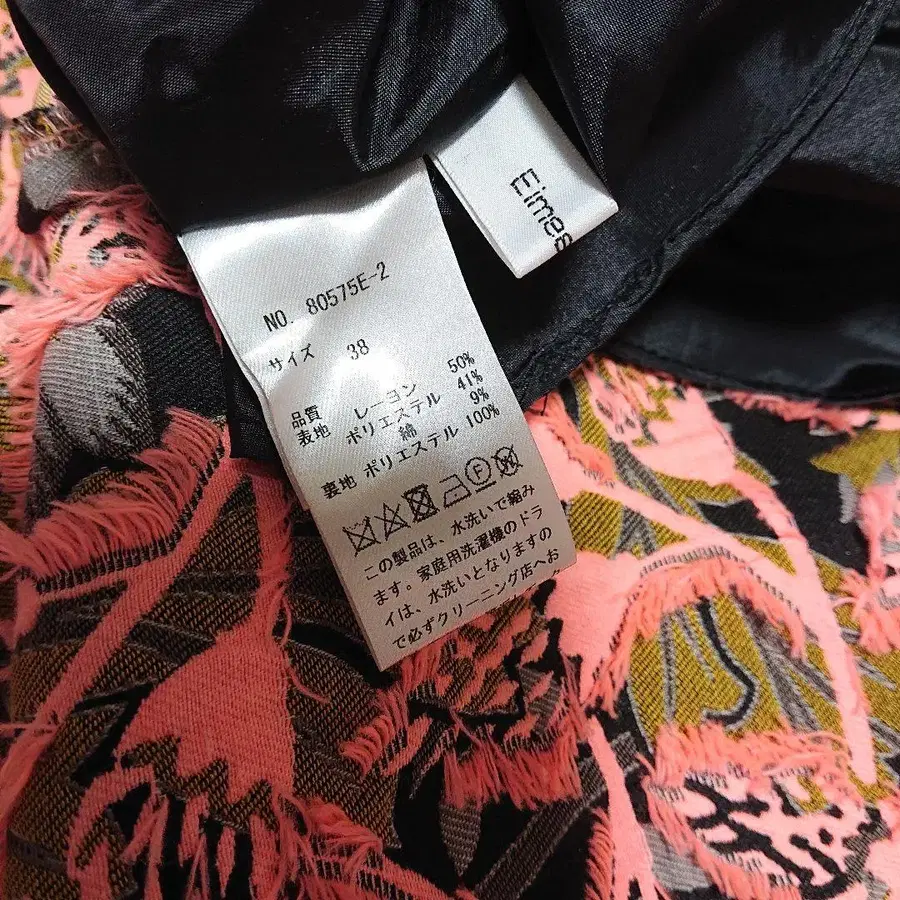 Eimes
NO. 80575E-2
サイズ 38
品質
表地 レーヨン 50%
ポリエステル 41%
綿 9%
裏地 ポリエステル 100%
F
この製品は、水洗いで縮み
ます。家庭用洗濯機のドラ
イは、水洗いとなりますの
で必ずクリーニング店へお